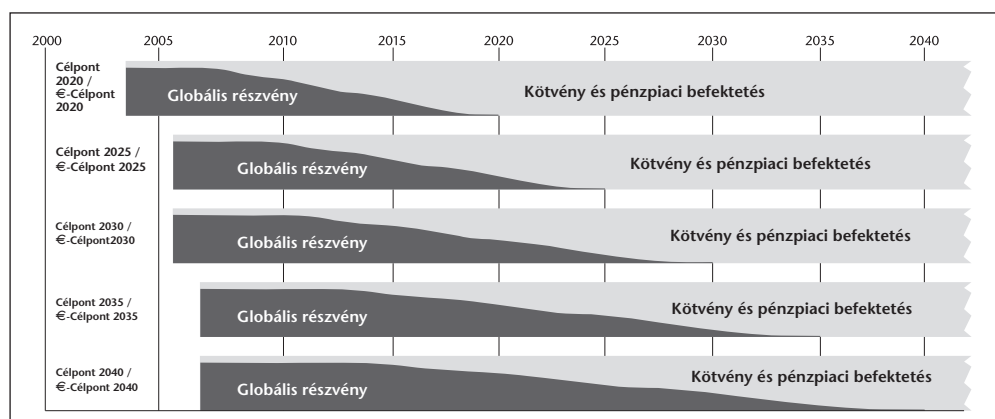 2000 2005 2010 2015 2020 2025 2030 2035 2040
Célpont
2020 /
€-Célpont
2020
Globális részvény
Kötvény és pénzpiaci befektetés
Célpont 2025 /
€-Célpont 2025
Globális részvény
Kötvény és pénzpiaci befektetés
Célpont 2030 /
€-Célpont2030
Globális részvény
Kötvény és pénzpiaci befektetés
Célpont 2035 /
€-Célpont 2035
Globális részvény
Kötvény és pénzpiaci befektetés
Célpont 2040 /
€-Célpont 2040
Globális részvény
Kötvény és pénzpiaci befektetés